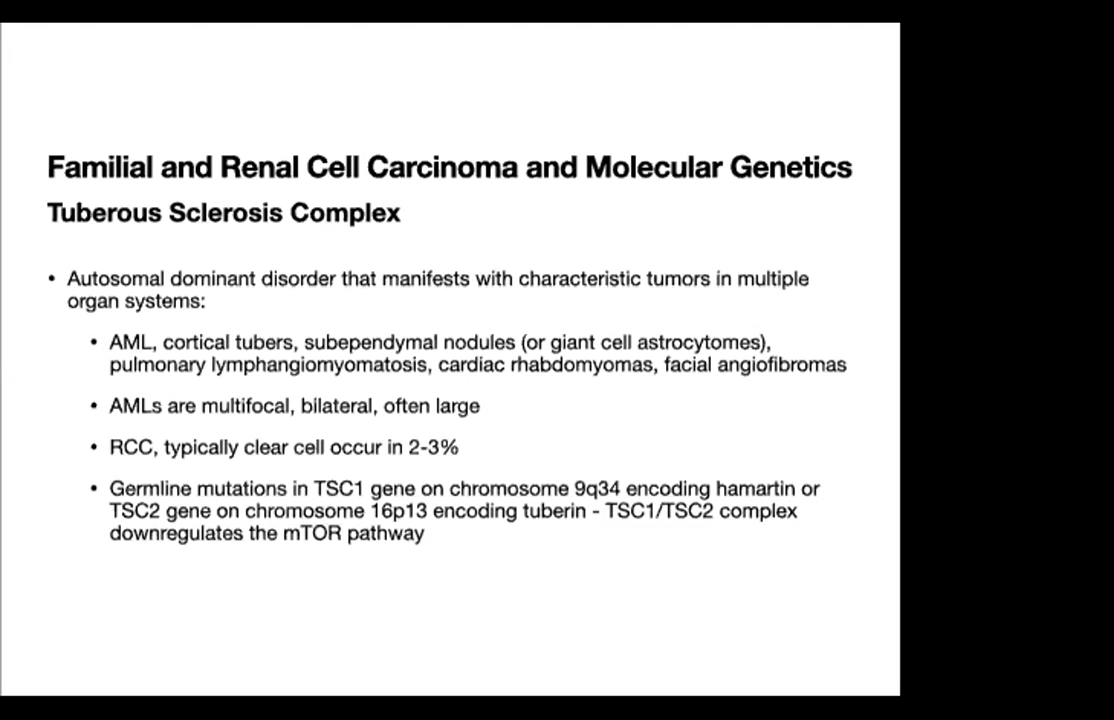 Familial and Renal Cell Carcinoma and Molecular Genetics
Tuberous Sclerosis Complex
• Autosomal dominant disorder that manifests with characteristic tumors in multiple
organ systems:
• AML, cortical tubers, subependymal nodules (or giant cell astrocytomes),
pulmonary lymphangiomyomatosis, cardiac rhabdomyomas, facial angiofibromas
• AMLs are multifocal, bilateral, often large
• RCC, typically clear cell occur in 2-3%
• Germline mutations in TSC1 gene on chromosome 9q34 encoding hamartin or
TSC2 gene on chromosome 16p13 encoding tuberin - TSC1/TSC2 complex
downregulates the mTOR pathway